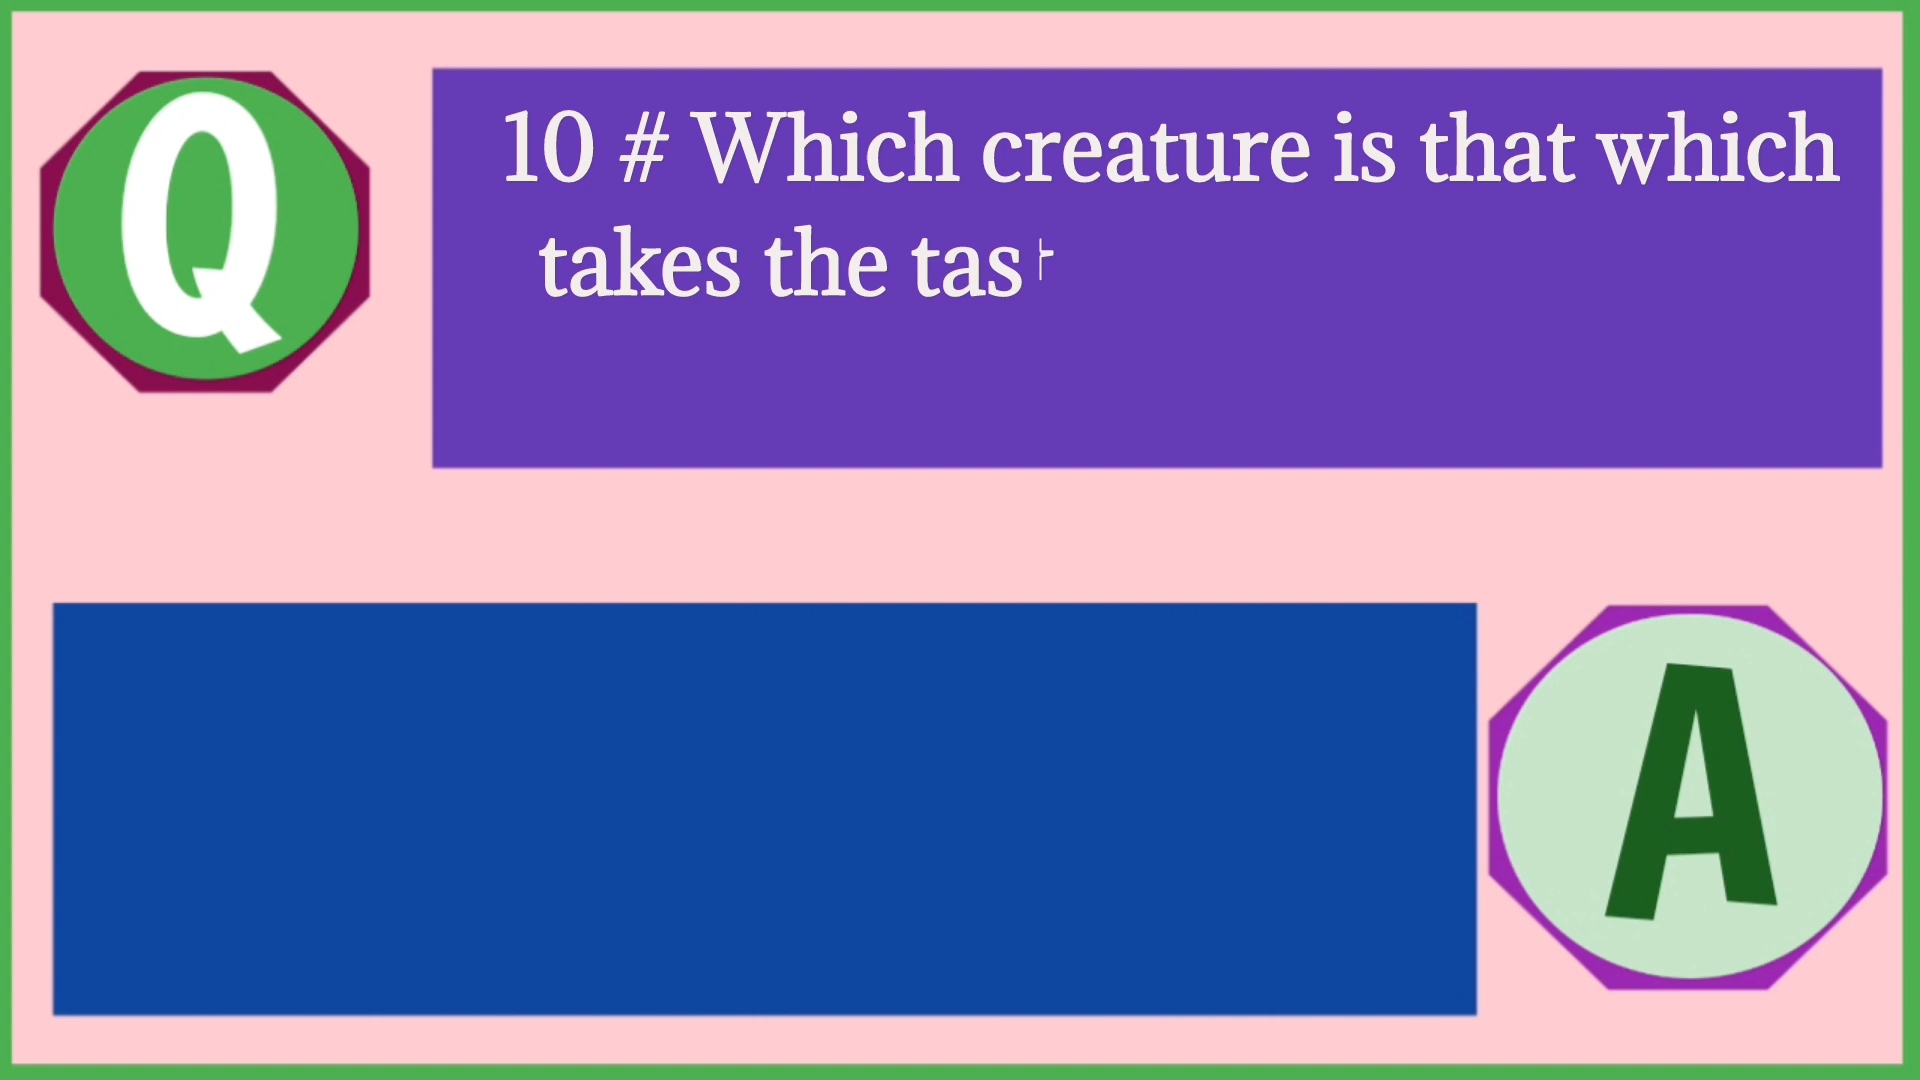 Q
10 # Which creature is that which
takes the tas
A